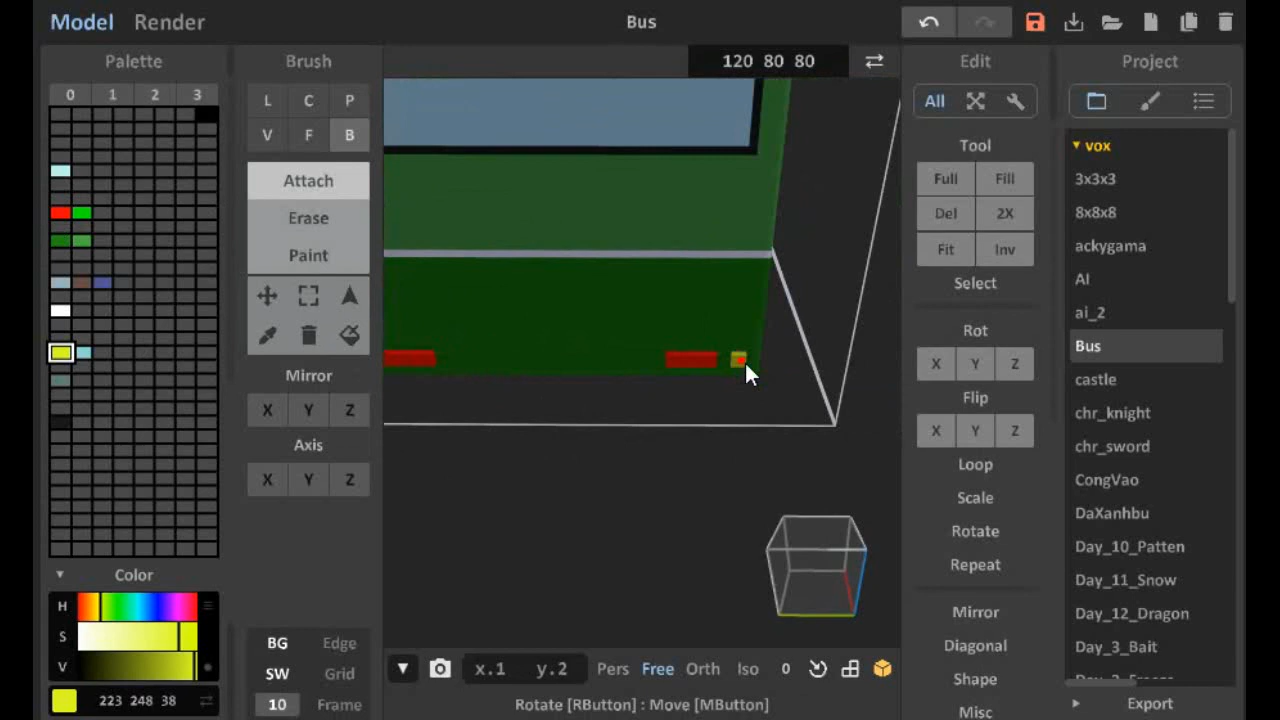 Model Render
Bus
Palette
0 1 2 3
Color
H
S
V
223 248 38
Brush
L C P
V F B
Attach
Erase
Paint
Mirror
X Y Z
Axis
X Y Z
BG Edge
SW Grid
10 Frame
120 80 80
x.1 y.2 Pers Free Orth Iso 0
Rotate [RButton] : Move [MButton]
Edit
All
Tool
Full Fill
Del 2X
Fit Inv
Select
Rot
X Y Z
Flip
X Y Z
Loop
Scale
Rotate
Repeat
Mirror
Diagonal
Shape
Misc
Project
vox
3x3x3
8x8x8
ackygama
AI
ai_2
Bus
castle
chr_knight
chr_sword
CongVao
DaXanhbu
Day_10_Patten
Day_11_Snow
Day_12_Dragon
Day_3_Bait
Export